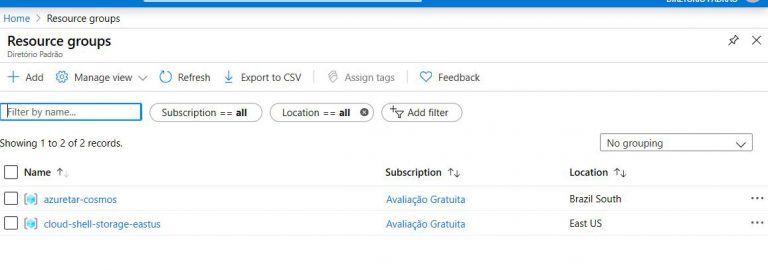 DIRETÓRIO PADRÃO
Home > Resource groups
Resource groups
Diretório Padrão
Add Manage view Refresh Export to CSV Assign tags Feedback
Filter by name... Subscription == all Location == all Add filter
Showing 1 to 2 of 2 records. No grouping
Name Subscription Location
azuretar-cosmos Avaliação Gratuita Brazil South
cloud-shell-storage-eastus Avaliação Gratuita East US